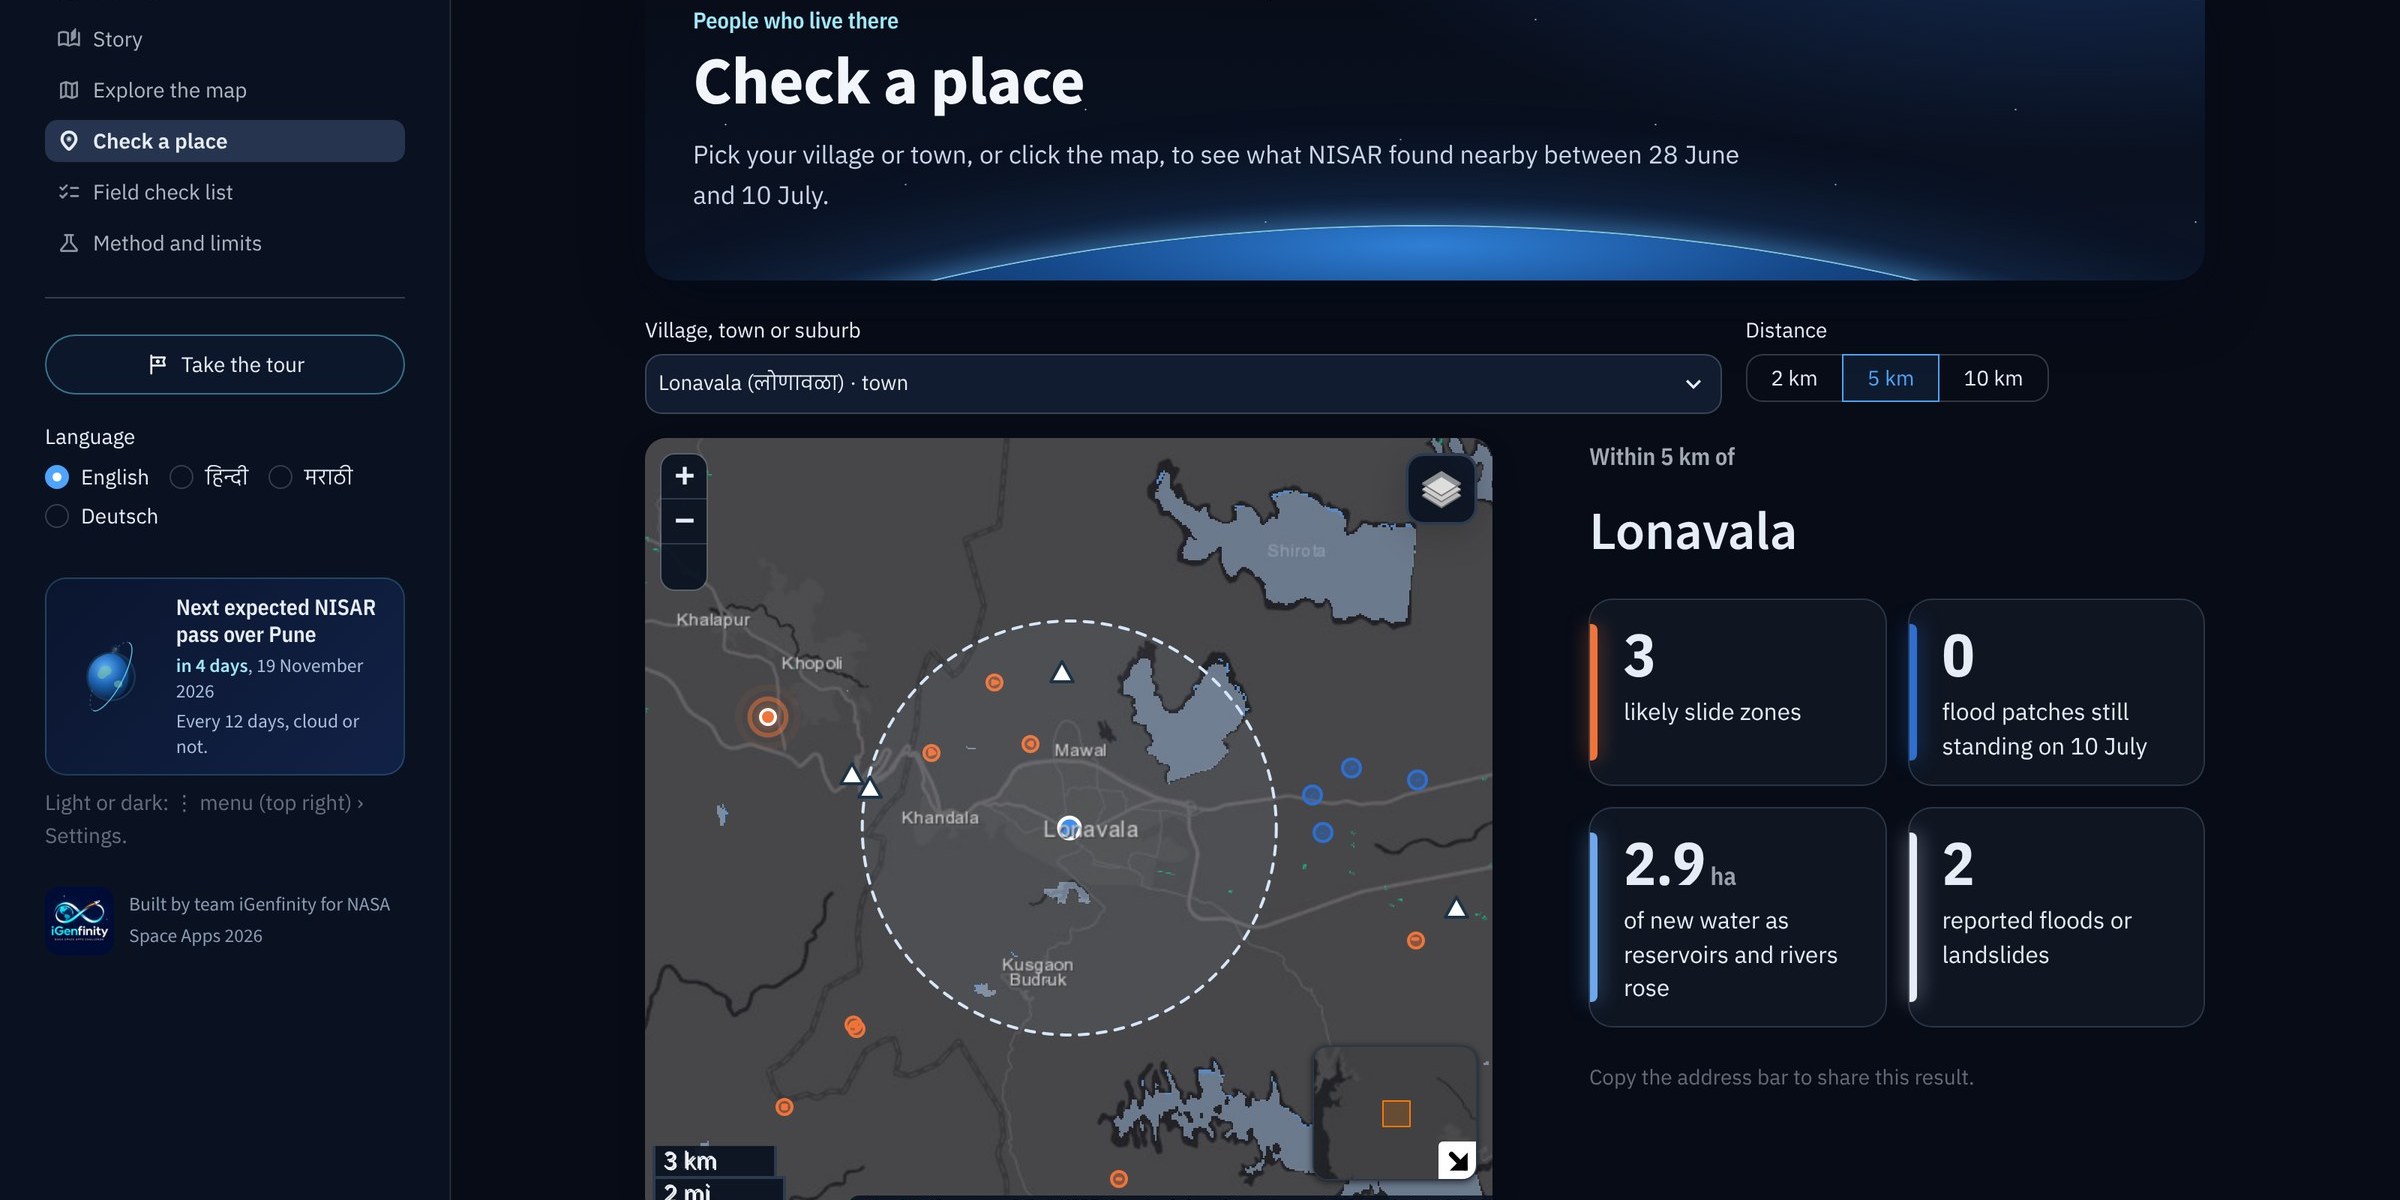 Story
Explore the map
Check a place
Field check list
Method and limits
Take the tour
Language
English
हिन्दी
मराठी
Deutsch
Next expected NISAR
pass over Pune
in 4 days, 19 November
2026
Every 12 days, cloud or
not.
Light or dark: ⋮ menu (top right) ›
Settings.
iGenfinity
Built by team iGenfinity for NASA
Space Apps 2026
People who live there
Check a place
Pick your village or town, or click the map, to see what NISAR found nearby between 28 June
and 10 July.
Village, town or suburb
Lonavala (लोणावळा) · town
Distance
2 km
5 km
10 km
+
−
Shirota
Khalapur
Khopoli
Mawal
Khandala
Lonavala
Kusgaon
Budruk
3 km
2 mi
Within 5 km of
Lonavala
3
likely slide zones
0
flood patches still
standing on 10 July
2.9 ha
of new water as
reservoirs and rivers
rose
2
reported floods or
landslides
Copy the address bar to share this result.